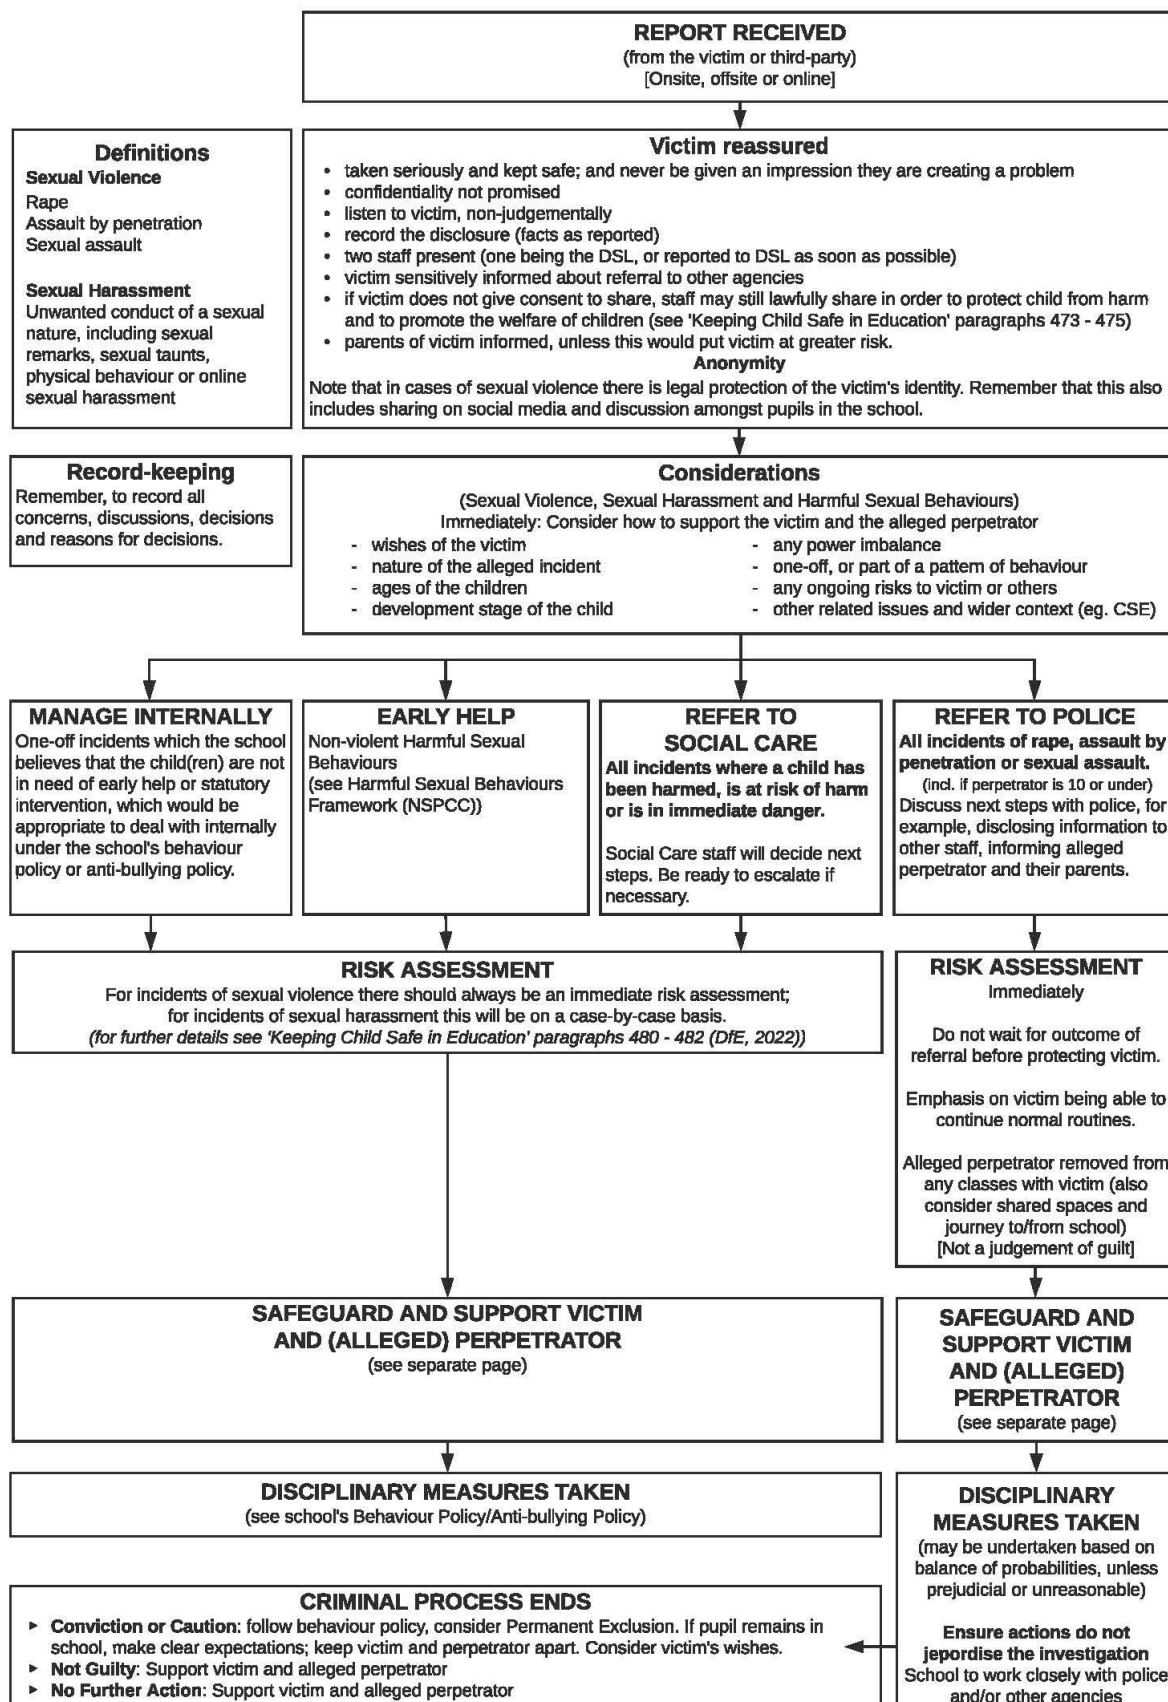 REPORT RECEIVED
(from the victim or third-party)
[Onsite, offsite or online]
Definitions
Sexual Violence
Rape
Assault by penetration
Sexual assault
Sexual Harassment
Unwanted conduct of a sexual
nature, including sexual
remarks, sexual taunts,
physical behaviour or online
sexual harassment
Victim reassured
• taken seriously and kept safe; and never be given an impression they are creating a problem
• confidentiality not promised
• listen to victim, non-judgementally
• record the disclosure (facts as reported)
• two staff present (one being the DSL, or reported to DSL as soon as possible)
• victim sensitively informed about referral to other agencies
• if victim does not give consent to share, staff may still lawfully share in order to protect child from harm
and to promote the welfare of children (see 'Keeping Child Safe in Education' paragraphs 473 - 475)
• parents of victim informed, unless this would put victim at greater risk.
Anonymity
Note that in cases of sexual violence there is legal protection of the victim's identity. Remember that this also
includes sharing on social media and discussion amongst pupils in the school.
Record-keeping
Remember, to record all
concerns, discussions, decisions
and reasons for decisions.
Considerations
(Sexual Violence, Sexual Harassment and Harmful Sexual Behaviours)
Immediately: Consider how to support the victim and the alleged perpetrator
- wishes of the victim
- nature of the alleged incident
- ages of the children
- development stage of the child
- any power imbalance
- one-off, or part of a pattern of behaviour
- any ongoing risks to victim or others
- other related issues and wider context (eg. CSE)
MANAGE INTERNALLY
One-off incidents which the school
believes that the child(ren) are not
in need of early help or statutory
intervention, which would be
appropriate to deal with internally
under the school's behaviour
policy or anti-bullying policy.
EARLY HELP
Non-violent Harmful Sexual
Behaviours
(see Harmful Sexual Behaviours
Framework (NSPCC))
REFER TO
SOCIAL CARE
All incidents where a child has
been harmed, is at risk of harm
or is in immediate danger.
Social Care staff will decide next
steps. Be ready to escalate if
necessary.
REFER TO POLICE
All incidents of rape, assault by
penetration or sexual assault.
(incl. if perpetrator is 10 or under)
Discuss next steps with police, for
example, disclosing information to
other staff, informing alleged
perpetrator and their parents.
RISK ASSESSMENT
For incidents of sexual violence there should always be an immediate risk assessment;
for incidents of sexual harassment this will be on a case-by-case basis.
(for further details see 'Keeping Child Safe in Education' paragraphs 480 - 482 (DfE, 2022))
RISK ASSESSMENT
Immediately
Do not wait for outcome of
referral before protecting victim.
Emphasis on victim being able to
continue normal routines.
Alleged perpetrator removed from
any classes with victim (also
consider shared spaces and
journey to/from school)
[Not a judgement of guilt]
SAFEGUARD AND SUPPORT VICTIM
AND (ALLEGED) PERPETRATOR
(see separate page)
SAFEGUARD AND
SUPPORT VICTIM
AND (ALLEGED)
PERPETRATOR
(see separate page)
DISCIPLINARY MEASURES TAKEN
(see school's Behaviour Policy/Anti-bullying Policy)
DISCIPLINARY
MEASURES TAKEN
(may be undertaken based on
balance of probabilities, unless
prejudicial or unreasonable)
Ensure actions do not
jepordise the investigation
School to work closely with police
and/or other agencies
CRIMINAL PROCESS ENDS
► Conviction or Caution: follow behaviour policy, consider Permanent Exclusion. If pupil remains in
school, make clear expectations; keep victim and perpetrator apart. Consider victim's wishes.
► Not Guilty: Support victim and alleged perpetrator
► No Further Action: Support victim and alleged perpetrator